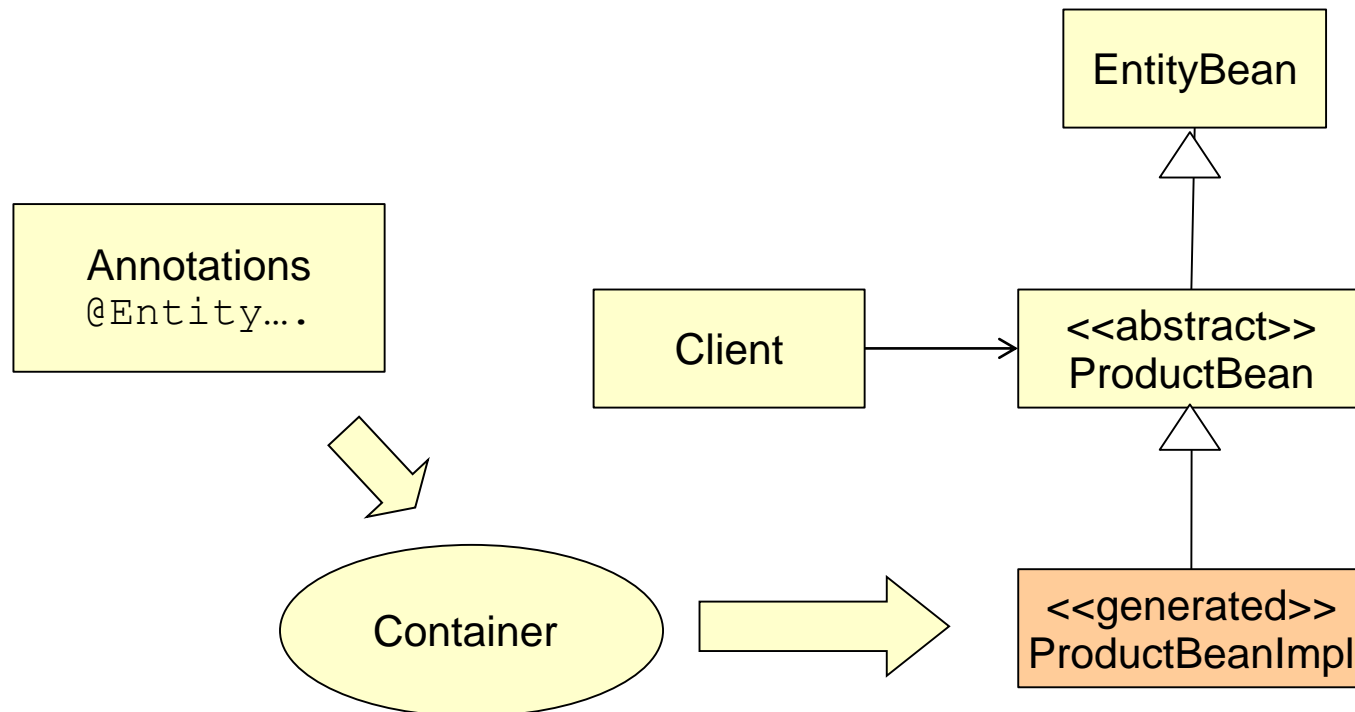 EntityBean
Annotations
@Entity….
Client
<<abstract>>
ProductBean
Container
<<generated>>
ProductBeanImpl